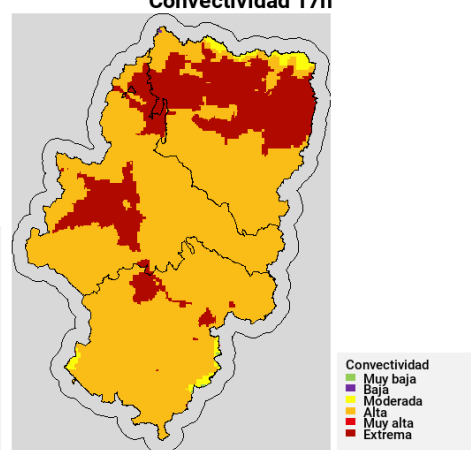 Convectividad 17h
Convectividad
Muy baja
Baja
Moderada
Alta
Muy alta
Extrema